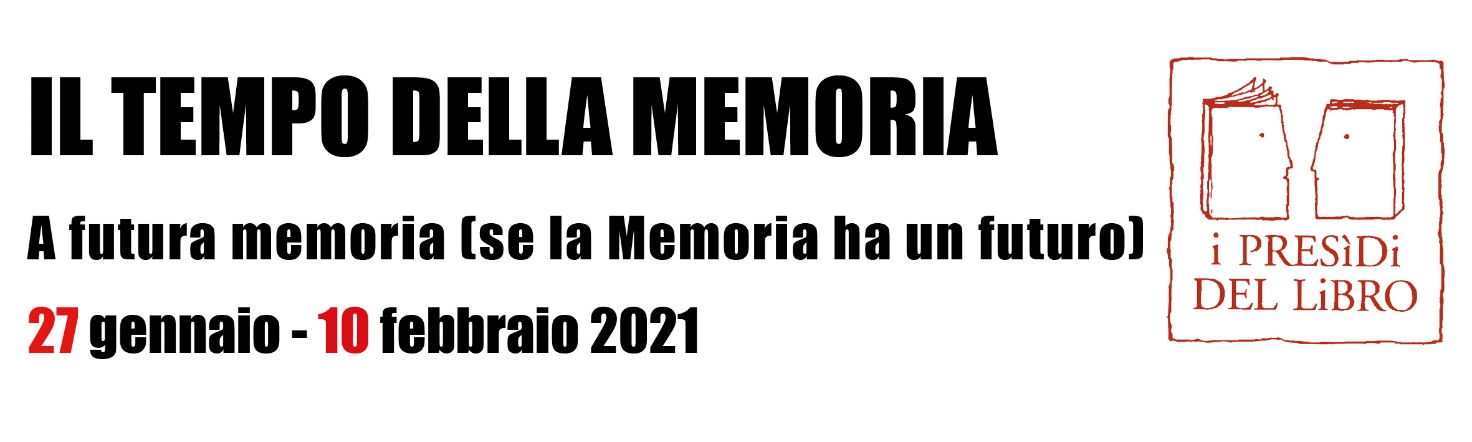 IL TEMPO DELLA MEMORIA
A futura memoria (se la Memoria ha un futuro)
27 gennaio - 10 febbraio 2021
i PRESìDi
DEL LiBRO